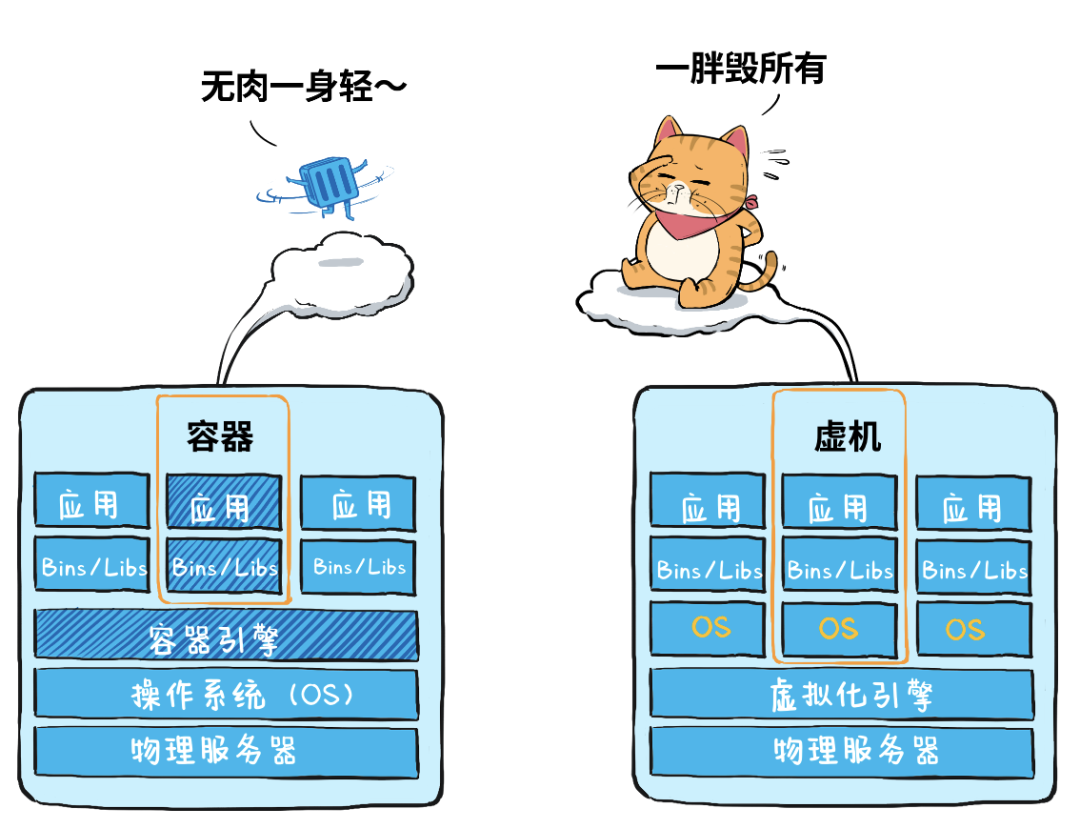 无肉一身轻~
一胖毁所有
容器
应用 应用 应用
Bins/Libs Bins/Libs Bins/Libs
容器引擎
操作系统（OS）
物理服务器
虚机
应用 应用 应用
Bins/Libs Bins/Libs Bins/Libs
OS OS OS
虚拟化引擎
物理服务器